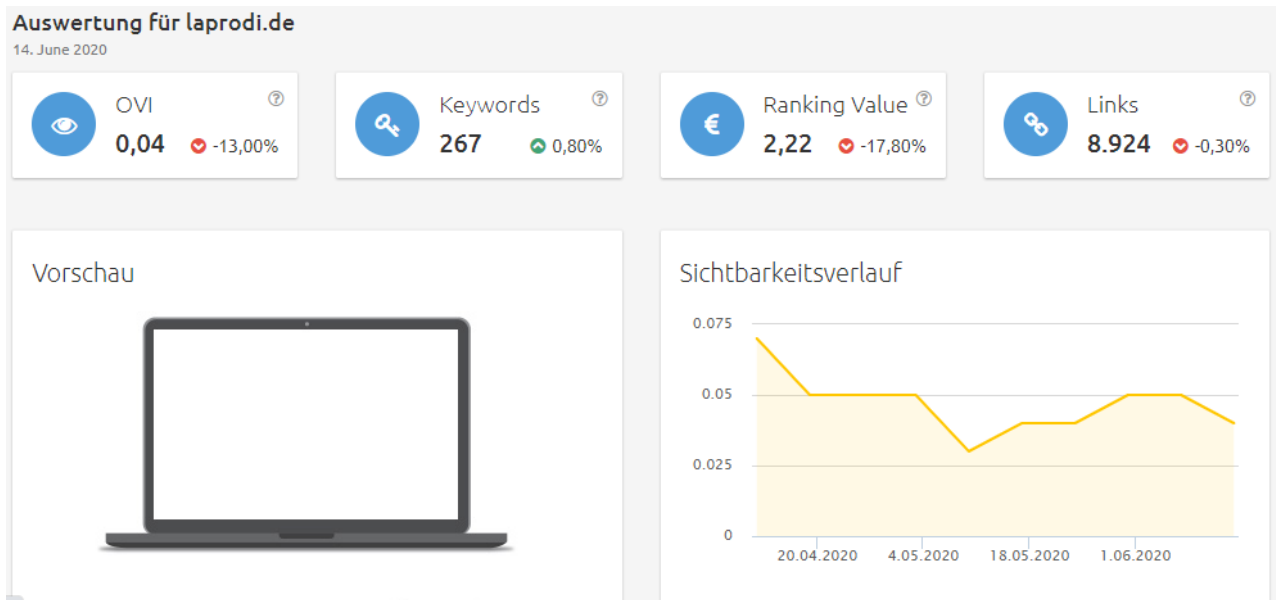 Auswertung für laprodi.de
14. June 2020
OVI
0,04 -13,00%
Keywords
267 0,80%
Ranking Value
€
2,22 -17,80%
Links
8.924 -0,30%
Vorschau
Sichtbarkeitsverlauf
0.075
0.05
0.025
0
20.04.2020 4.05.2020 18.05.2020 1.06.2020